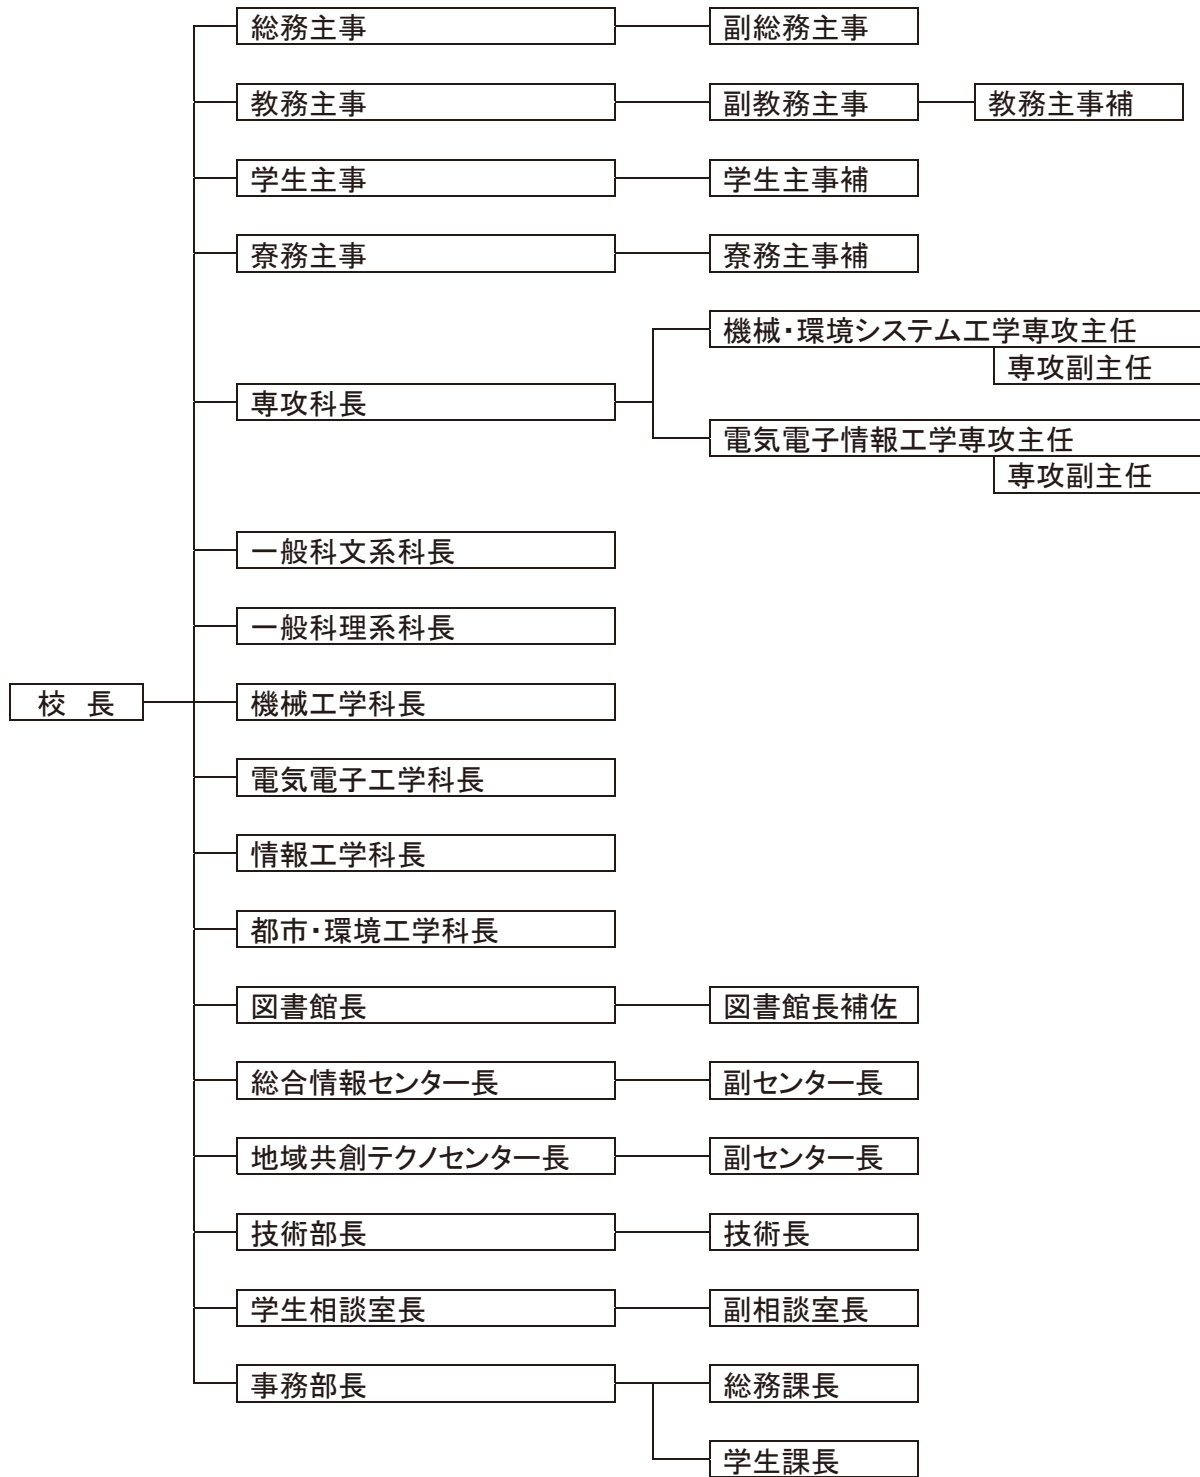 総務主事
副総務主事
教務主事
副教務主事
教務主事補
学生主事
学生主事補
寮務主事
寮務主事補
機械・環境システム工学専攻主任
専攻副主任
専攻科長
電気電子情報工学専攻主任
専攻副主任
一般科文系科長
一般科理系科長
校 長
機械工学科長
電気電子工学科長
情報工学科長
都市・環境工学科長
図書館長
図書館長補佐
総合情報センター長
副センター長
地域共創テクノセンター長
副センター長
技術部長
技術長
学生相談室長
副相談室長
事務部長
総務課長
学生課長